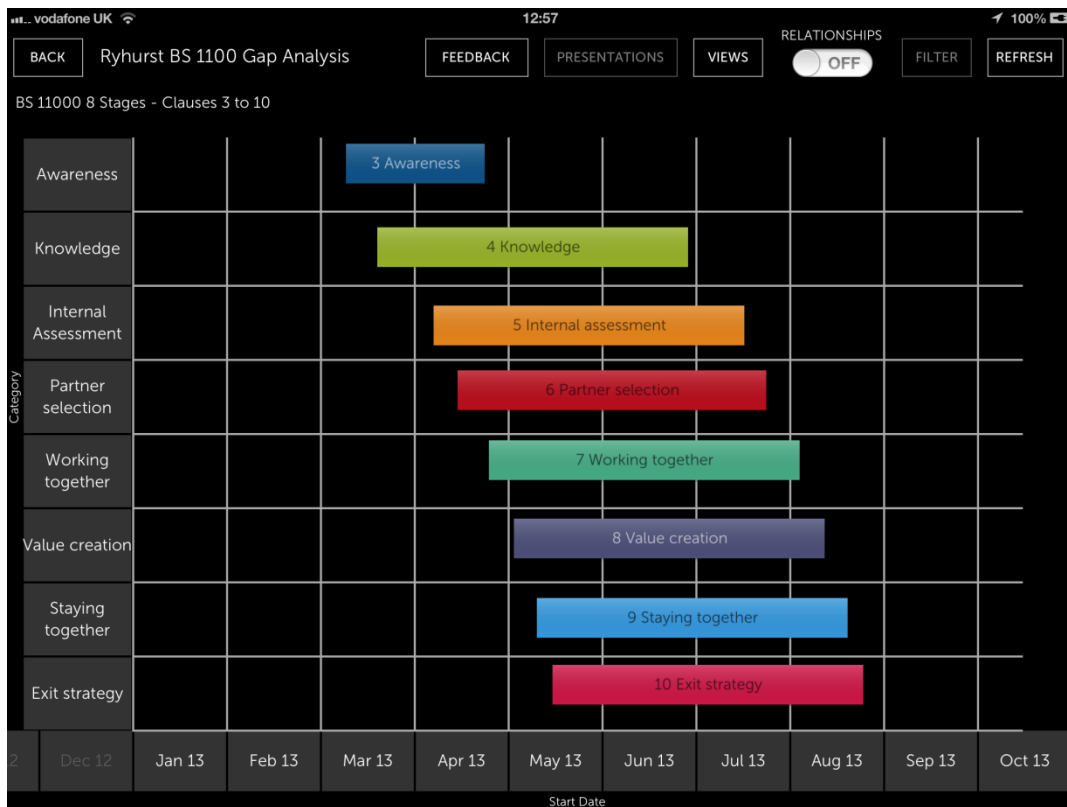 vodafone UK 12:57 100%
RELATIONSHIPS
BACK Ryhurst BS 1100 Gap Analysis FEEDBACK PRESENTATIONS VIEWS OFF FILTER REFRESH
BS 11000 8 Stages - Clauses 3 to 10
Awareness
3 Awareness
Knowledge
4 Knowledge
Internal
Assessment
5 Internal assessment
Category
Partner
selection
6 Partner selection
Working
together
7 Working together
Value creation
8 Value creation
Staying
together
9 Staying together
Exit strategy
10 Exit strategy
2 Dec 12 Jan 13 Feb 13 Mar 13 Apr 13 May 13 Jun 13 Jul 13 Aug 13 Sep 13 Oct 13
Start Date